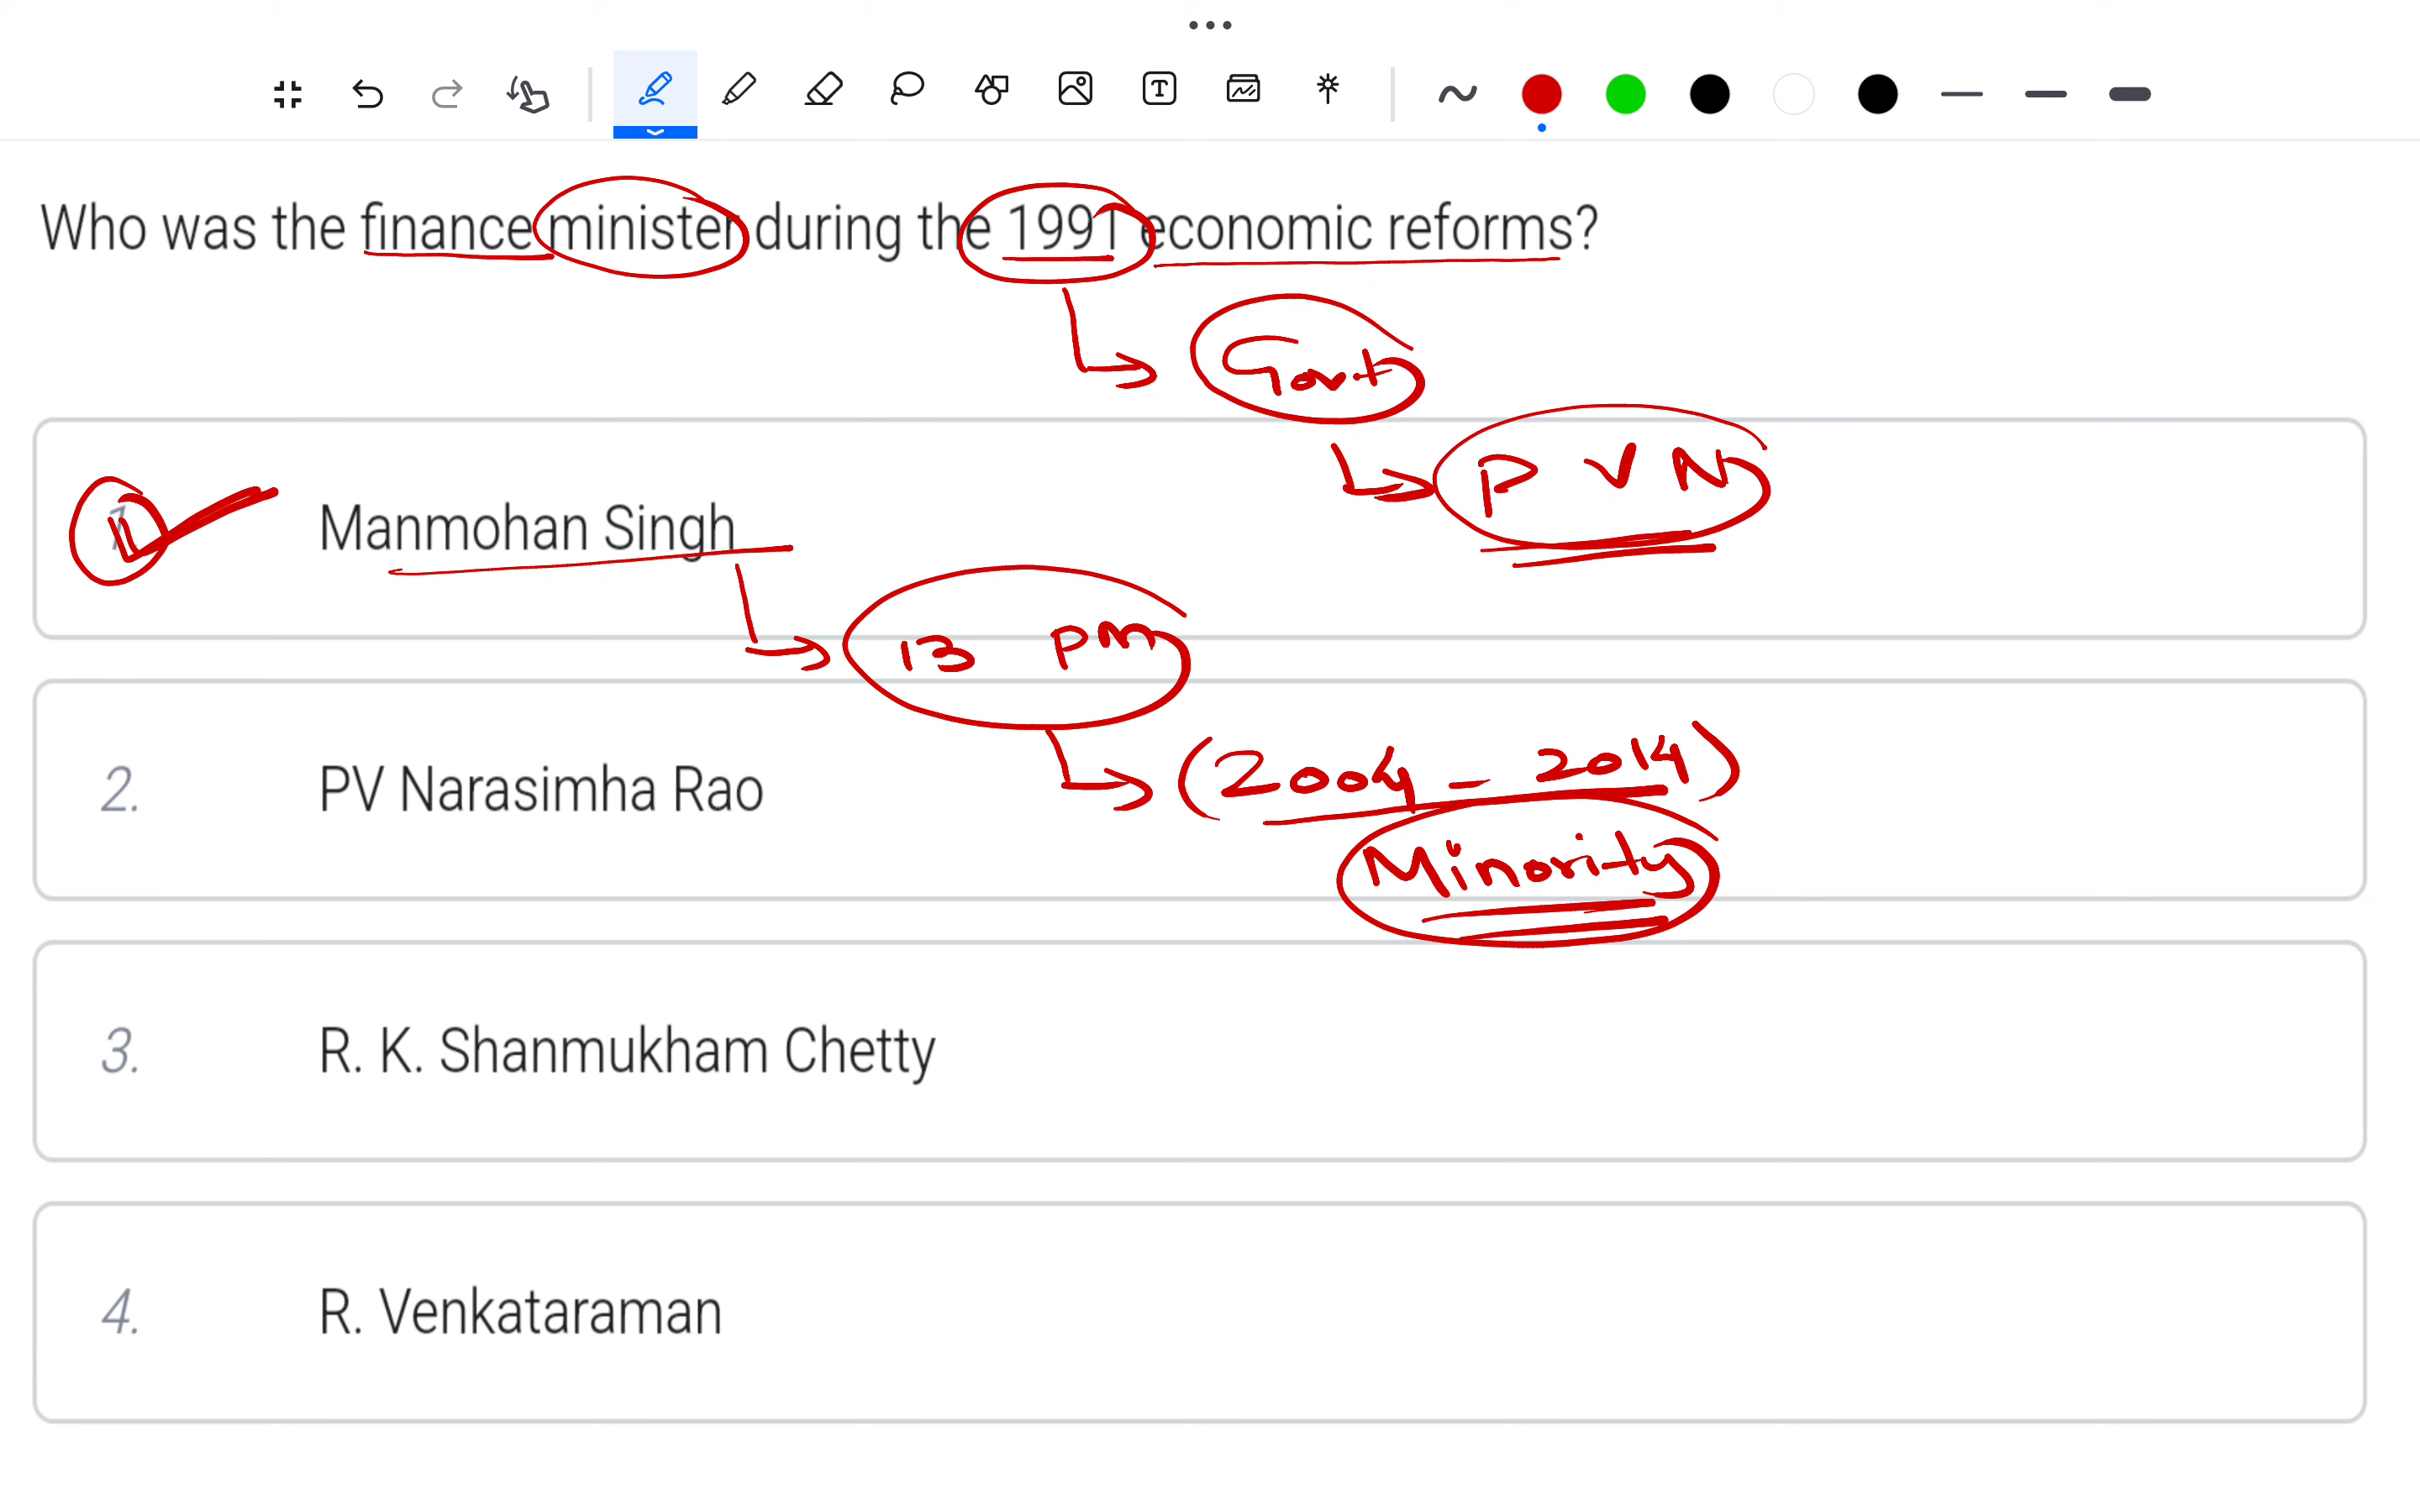 Who was the finance minister during the 1991 economic reforms?
Govt
P V N
1. Manmohan Singh
13 PM
2. PV Narasimha Rao
(2004 - 2014)
Minority
3. R. K. Shanmukham Chetty
4. R. Venkataraman